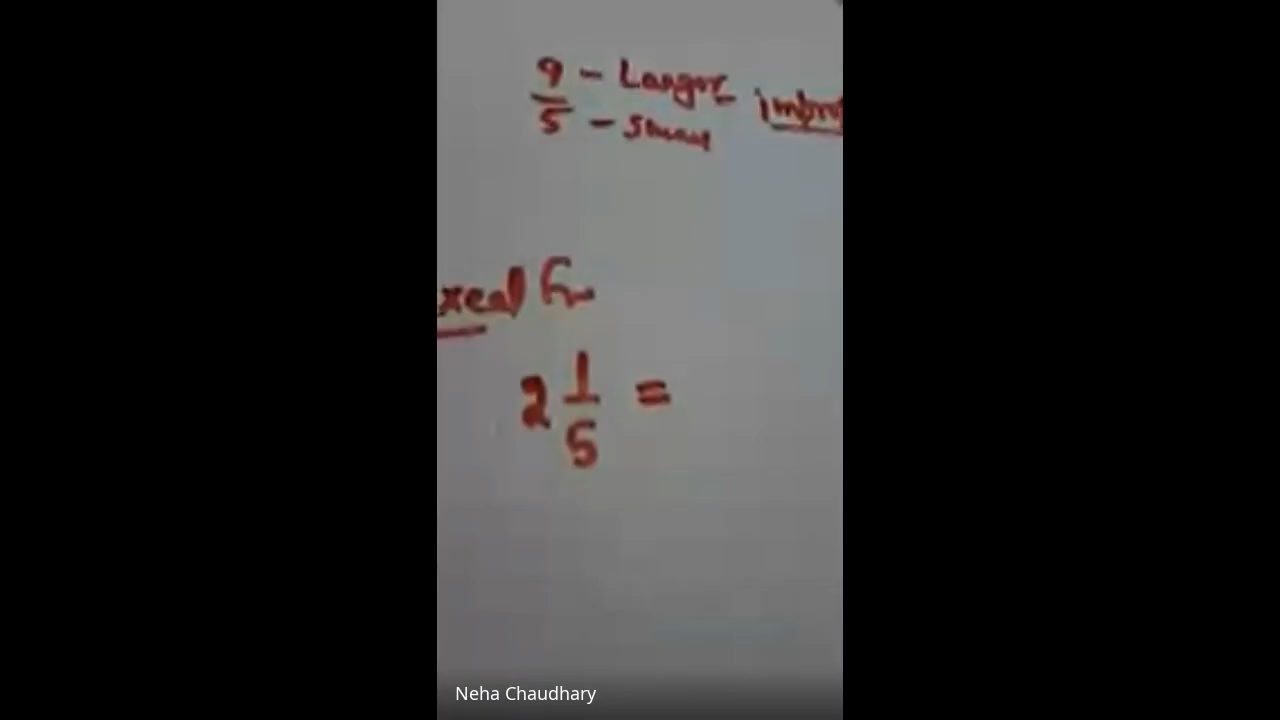 9/5 - Larger
- Small
xed Fr
2 1/5 =
Neha Chaudhary